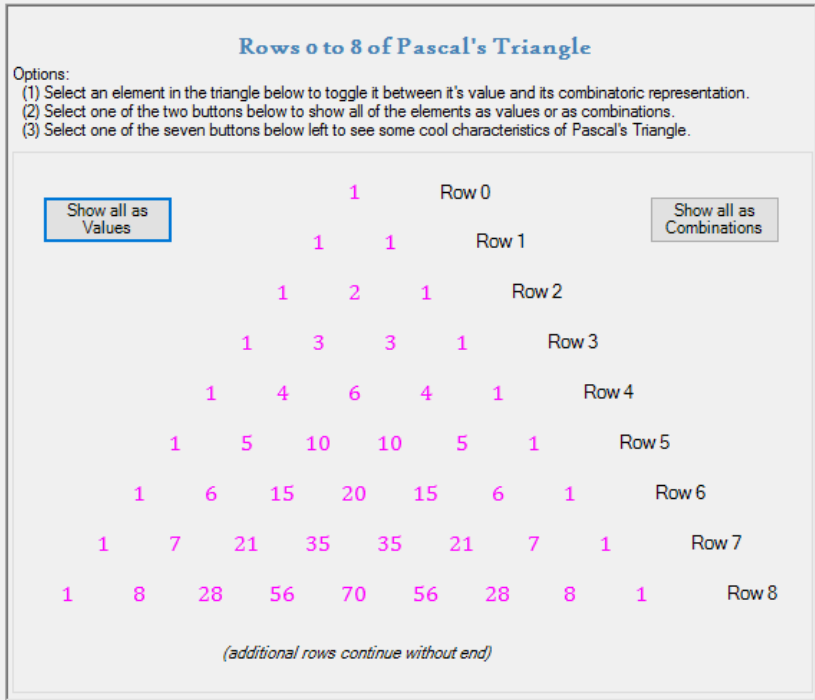 Rows 0 to 8 of Pascal's Triangle
Options:
(1) Select an element in the triangle below to toggle it between it's value and its combinatoric representation.
(2) Select one of the two buttons below to show all of the elements as values or as combinations.
(3) Select one of the seven buttons below left to see some cool characteristics of Pascal's Triangle.
Show all as
Values
Show all as
Combinations
1 Row 0
1 1 Row 1
1 2 1 Row 2
1 3 3 1 Row 3
1 4 6 4 1 Row 4
1 5 10 10 5 1 Row 5
1 6 15 20 15 6 1 Row 6
1 7 21 35 35 21 7 1 Row 7
1 8 28 56 70 56 28 8 1 Row 8
(additional rows continue without end)